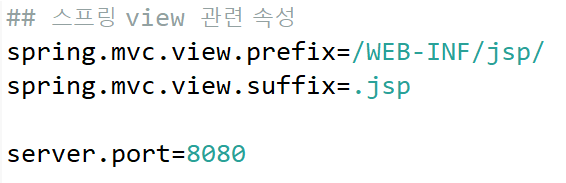 ## 스프링 view 관련 속성
spring.mvc.view.prefix=/WEB-INF/jsp/
spring.mvc.view.suffix=.jsp
server.port=8080